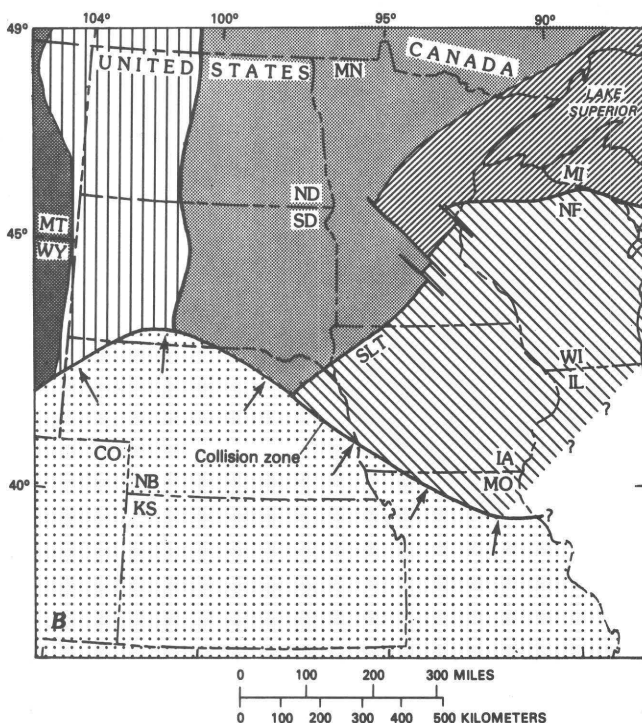 104° 100° 95° 90°
49°
CANADA
UNITED STATES MN
LAKE SUPERIOR
MI
ND NF
SD
MT
45°
WY
SLT
WI
IL
?
Collision zone
CO IA
NB MO ?
40°
KS ?
B
0 100 200 300 MILES
0 100 200 300 400 500 KILOMETERS